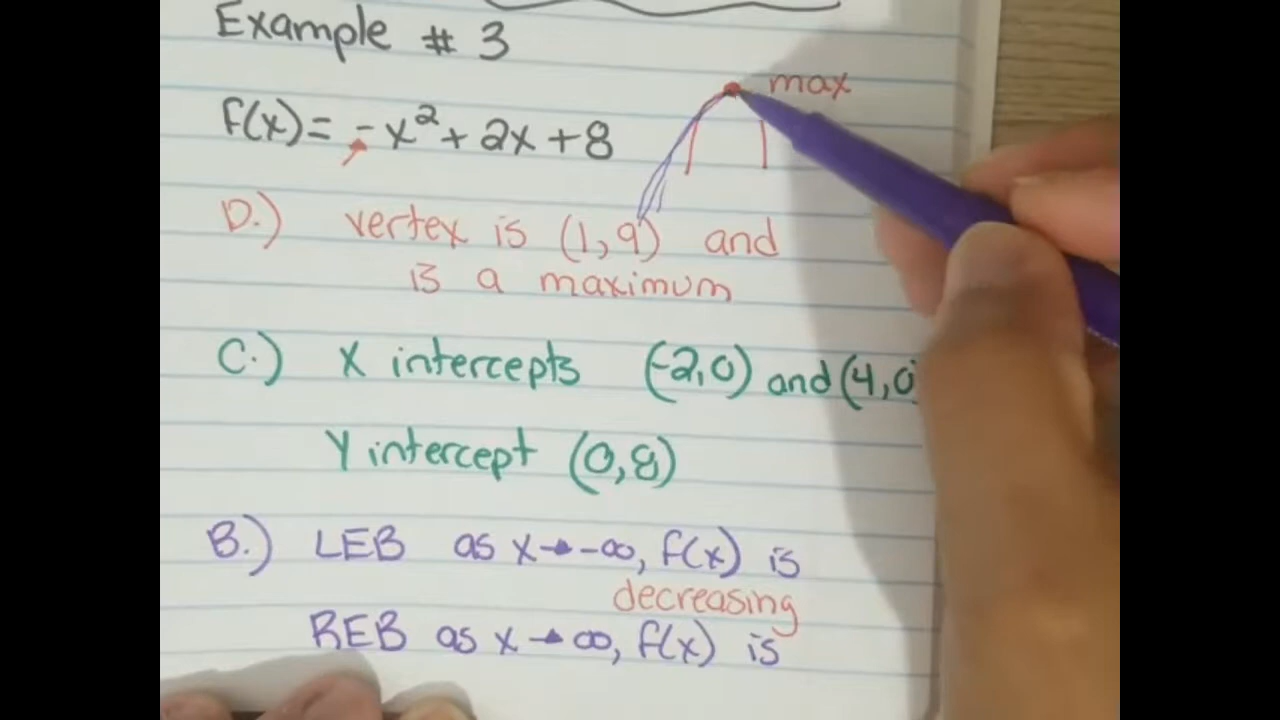 Example # 3
max
f(x) = -x² + 2x + 8
D.) vertex is (1,9) and
is a maximum
C.) X intercepts (-2,0) and (4,0
Y intercept (0,8)
B.) LEB as x→-∞, f(x) is
decreasing
REB as x→∞, f(x) is